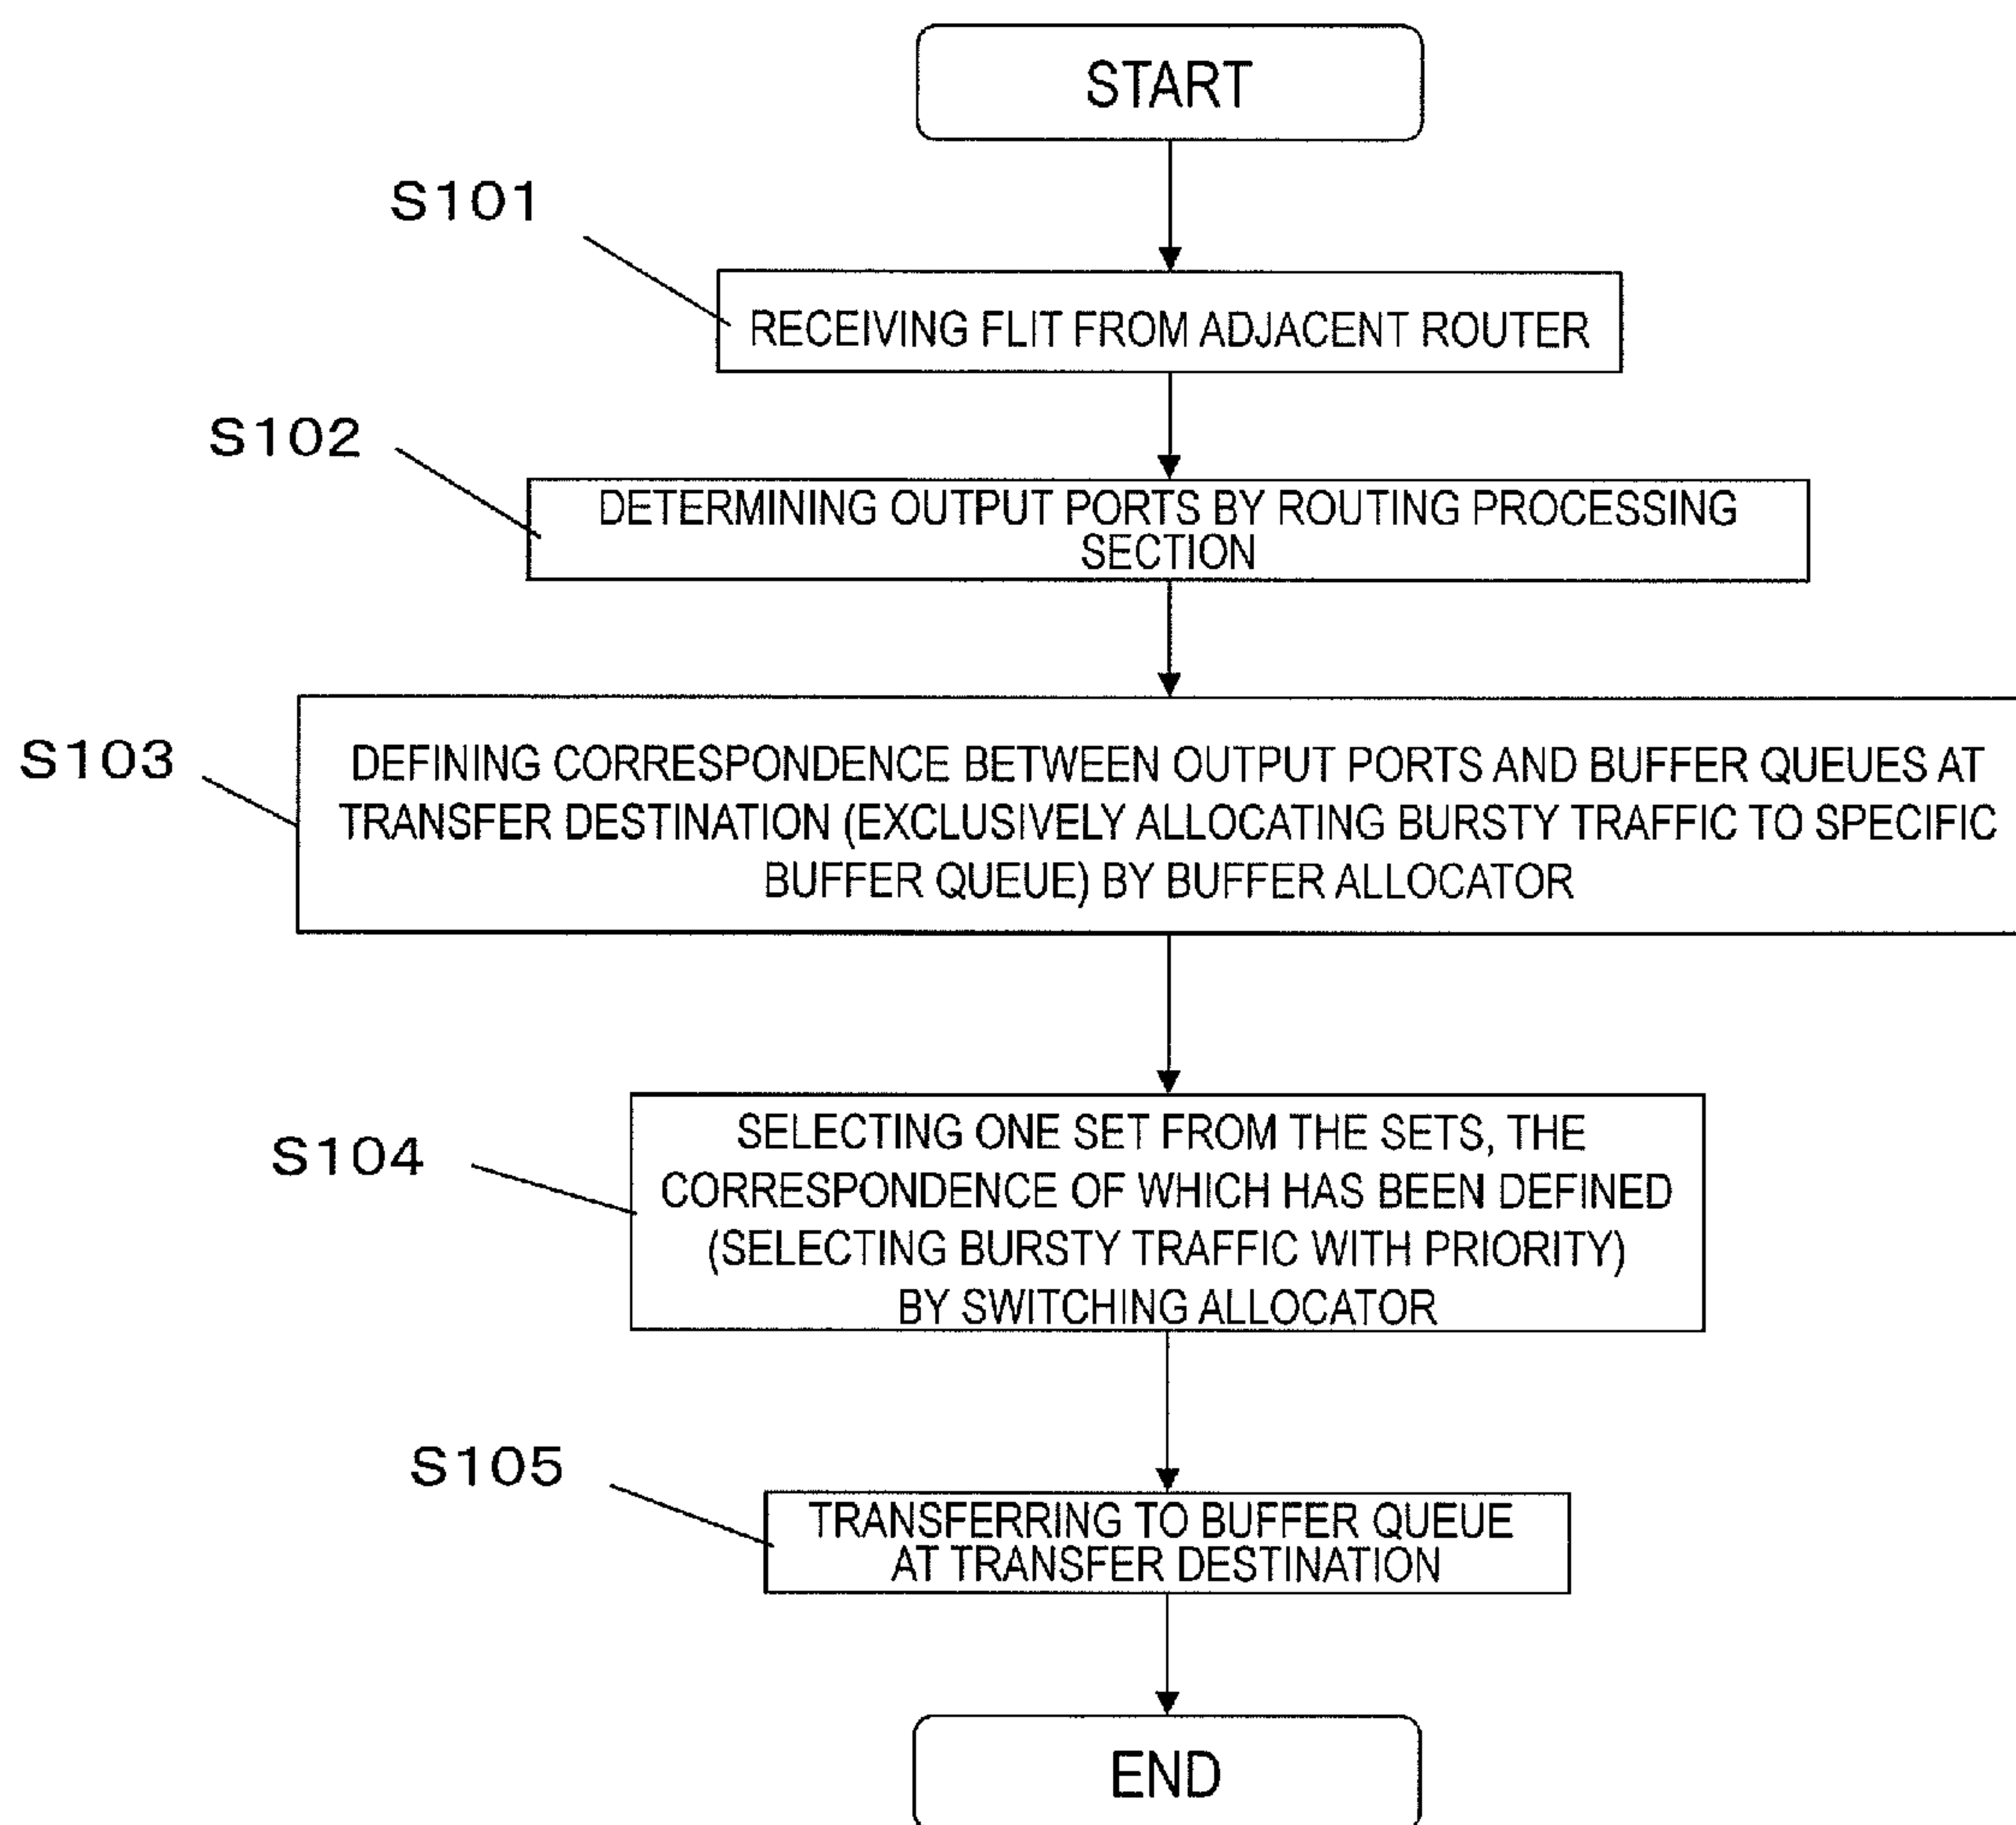 START
S101
RECEIVING FLIT FROM ADJACENT ROUTER
S102
DETERMINING OUTPUT PORTS BY ROUTING PROCESSING
SECTION
S103
DEFINING CORRESPONDENCE BETWEEN OUTPUT PORTS AND BUFFER QUEUES AT
TRANSFER DESTINATION (EXCLUSIVELY ALLOCATING BURSTY TRAFFIC TO SPECIFIC
BUFFER QUEUE) BY BUFFER ALLOCATOR
S104
SELECTING ONE SET FROM THE SETS, THE
CORRESPONDENCE OF WHICH HAS BEEN DEFINED
(SELECTING BURSTY TRAFFIC WITH PRIORITY)
BY SWITCHING ALLOCATOR
S105
TRANSFERRING TO BUFFER QUEUE
AT TRANSFER DESTINATION
END